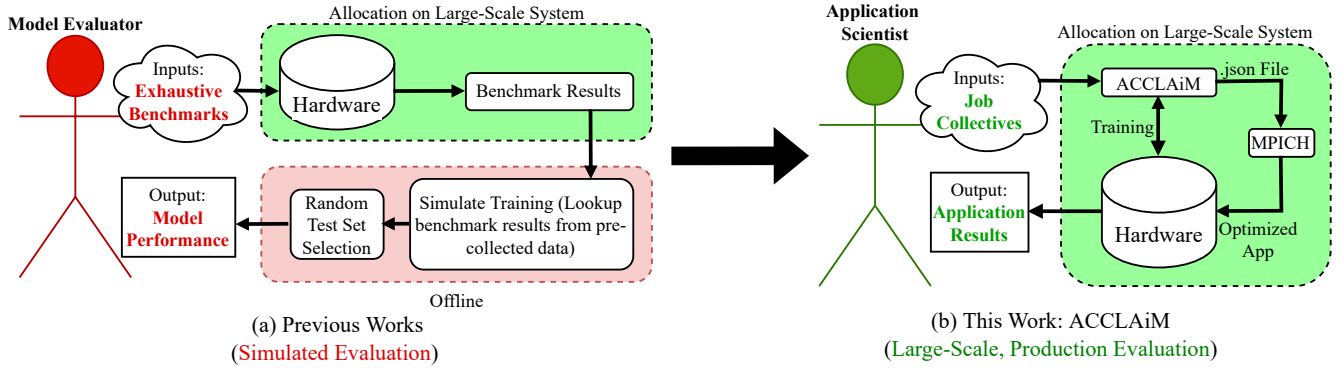 Model Evaluator
Allocation on Large-Scale System
Inputs:
Exhaustive
Benchmarks
Hardware
Benchmark Results
Output:
Model
Performance
Random
Test Set
Selection
Simulate Training (Lookup
benchmark results from pre-
collected data)
Offline
(a) Previous Works
(Simulated Evaluation)
Application
Scientist
Allocation on Large-Scale System
Inputs:
Job
Collectives
ACCLAiM
.json File
Training
MPICH
Output:
Application
Results
Hardware
Optimized
App
(b) This Work: ACCLAiM
(Large-Scale, Production Evaluation)